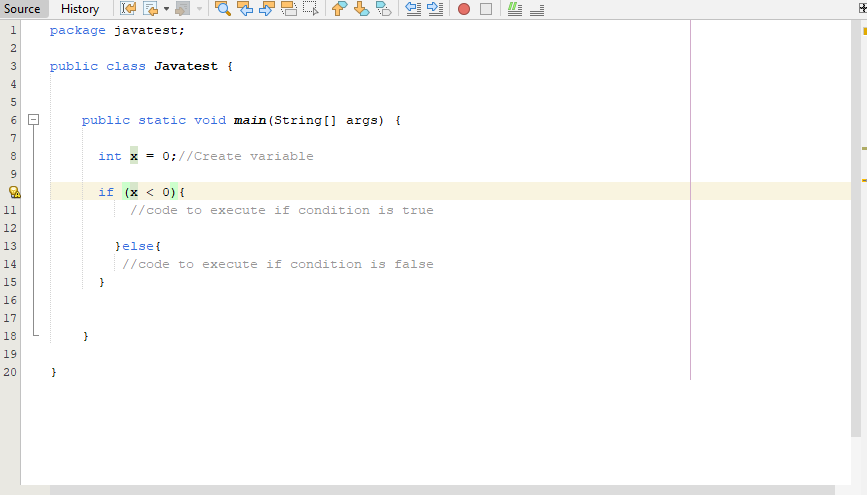 Source History
1 package javatest;
2
3 public class Javatest {
4
5
6 public static void main(String[] args) {
7
8 int x = 0;//Create variable
9
if (x < 0){
11 //code to execute if condition is true
12
13 }else{
14 //code to execute if condition is false
15 }
16
17
18 }
19
20 }